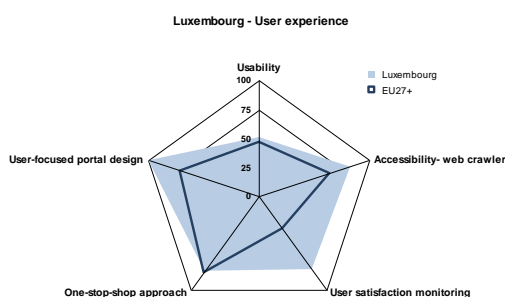 Luxembourg - User experience
Usability
100
75
50
25
0
Luxembourg
EU27+
User-focused portal design
Accessibility- web crawler
One-stop-shop approach
User satisfaction monitoring